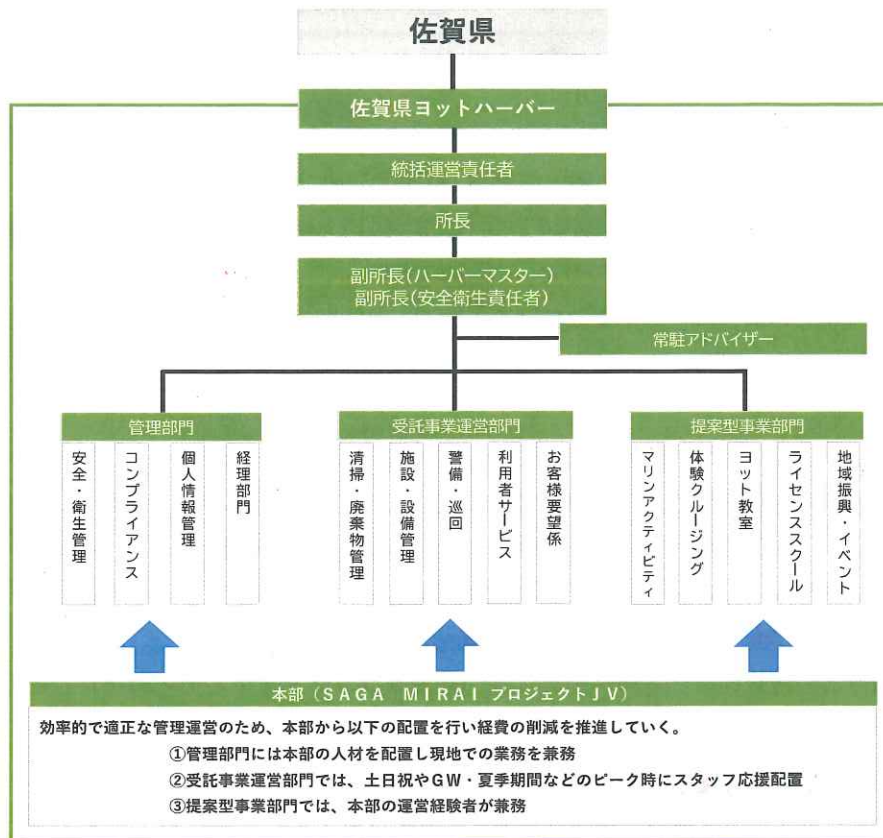 佐賀県
佐賀県ヨットハーバー
統括運営責任者
所長
副所長(ハーバーマスター)
副所長(安全衛生責任者)
常駐アドバイザー
管理部門
安全・衛生管理
コンプライアンス
個人情報管理
経理部門
受託事業運営部門
清掃・廃棄物管理
施設・設備管理
警備・巡回
利用者サービス
お客様要望係
提案型事業部門
マリンアクティビティ
体験クルージング
ヨット教室
ライセンススクール
地域振興・イベント
本部(SAGA MIRAI プロジェクトJV)
効率的で適正な管理運営のため、本部から以下の配置を行い経費の削減を推進していく。
①管理部門には本部の人材を配置し現地での業務を兼務
②受託事業運営部門では、土日祝やGW・夏季期間などのピーク時にスタッフ応援配置
③提案型事業部門では、本部の運営経験者が兼務